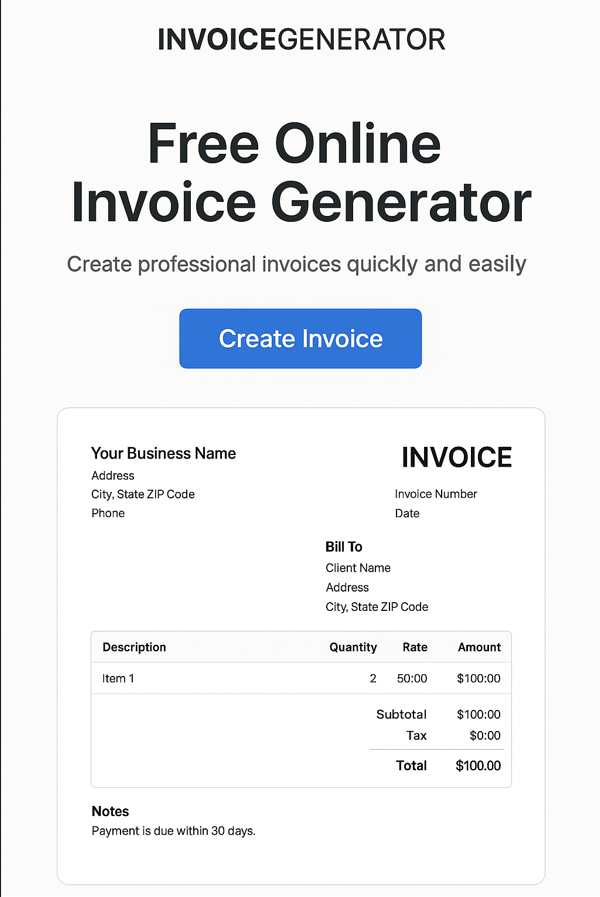 INVOICEGENERATOR
Free Online
Invoice Generator
Create professional invoices quickly and easily
Create Invoice
Your Business Name
Address
City, State ZIP Code
Phone
INVOICE
Invoice Number
Date
Bill To
Client Name
Address
City, State ZIP Code
Description Quantity Rate Amount
Item 1 2 50:00 $100:00
Subtotal $100:00
Tax $0:00
Total $100.00
Notes
Payment is due within 30 days.